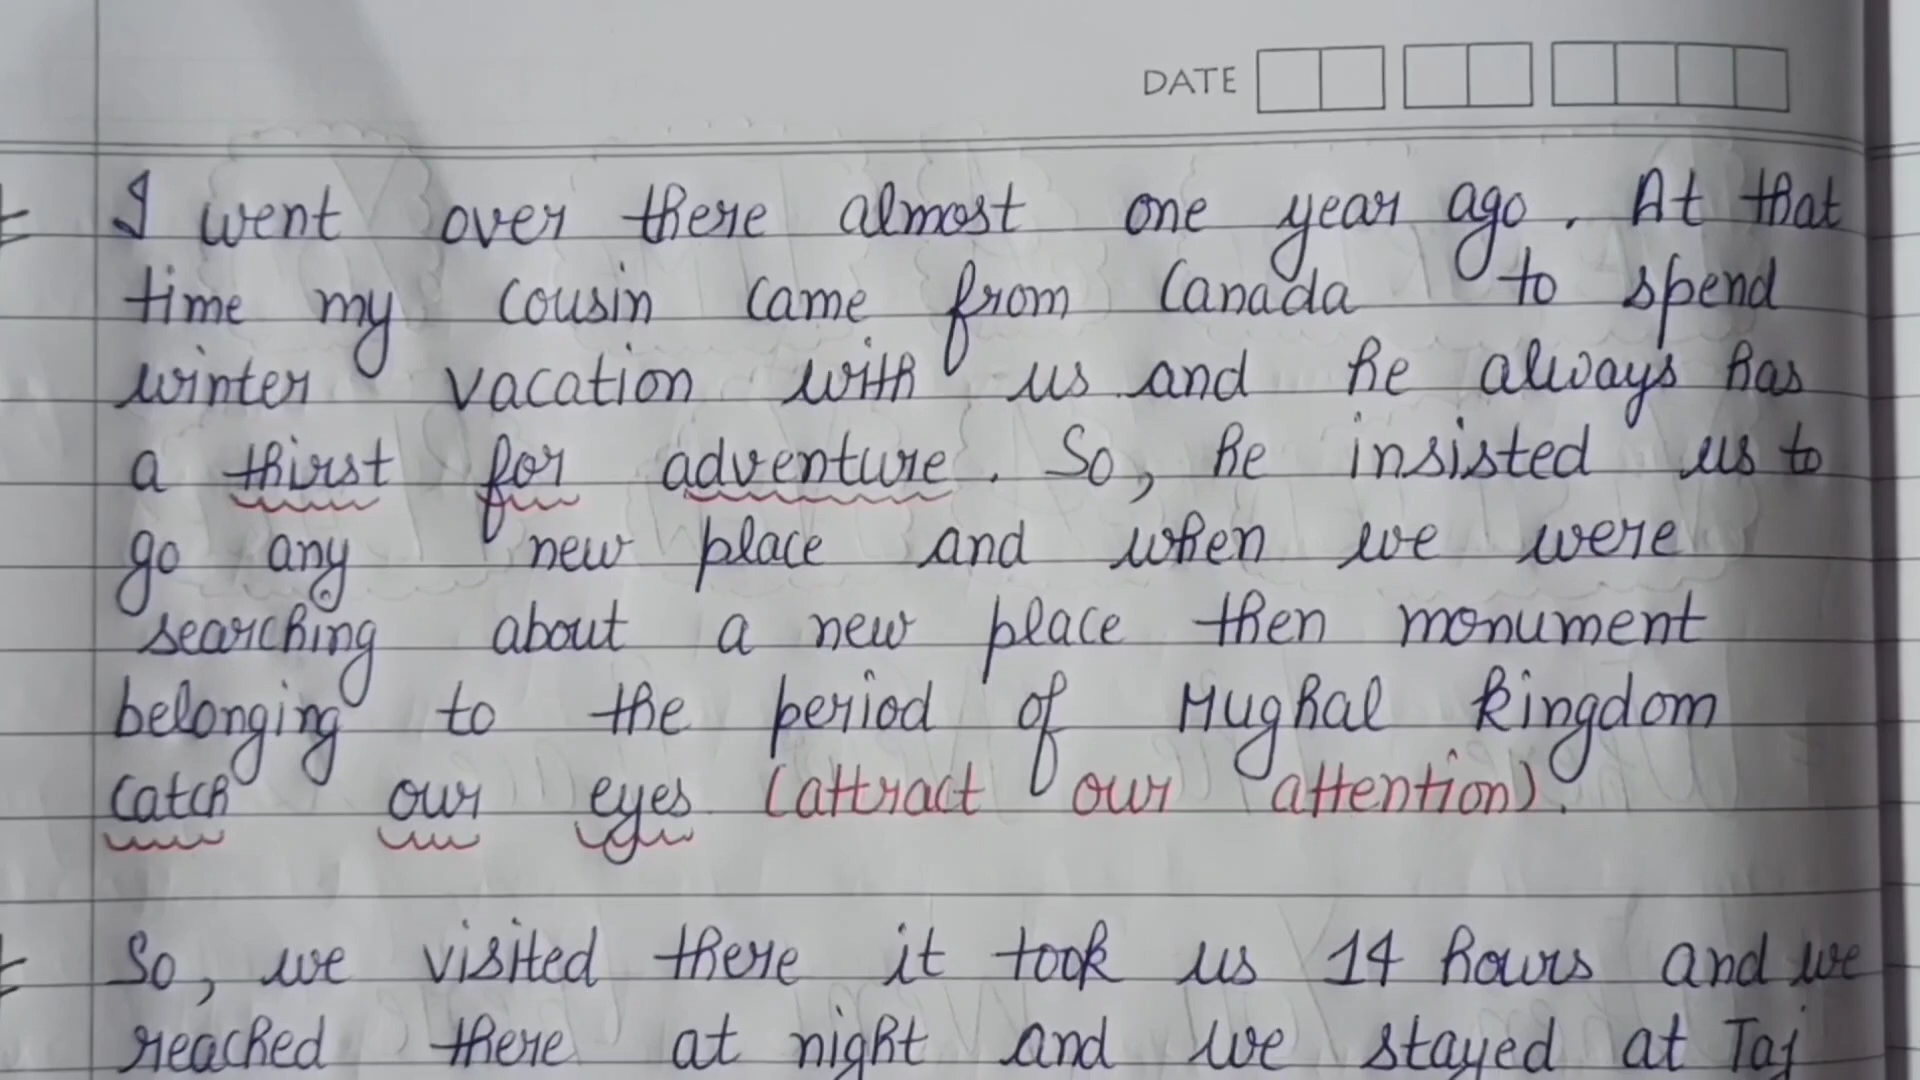 DATE
I went over there almost one year ago. At that
time my cousin came from Canada to spend
winter vacation with us and he always has
a thirst for adventure. So, he insisted us to
go any new place and when we were
searching about a new place then monument
belonging to the period of Mughal kingdom
catch our eyes (attract our attention).
So, we visited there it took us 14 hours and we
reached there at night and we stayed at Taj